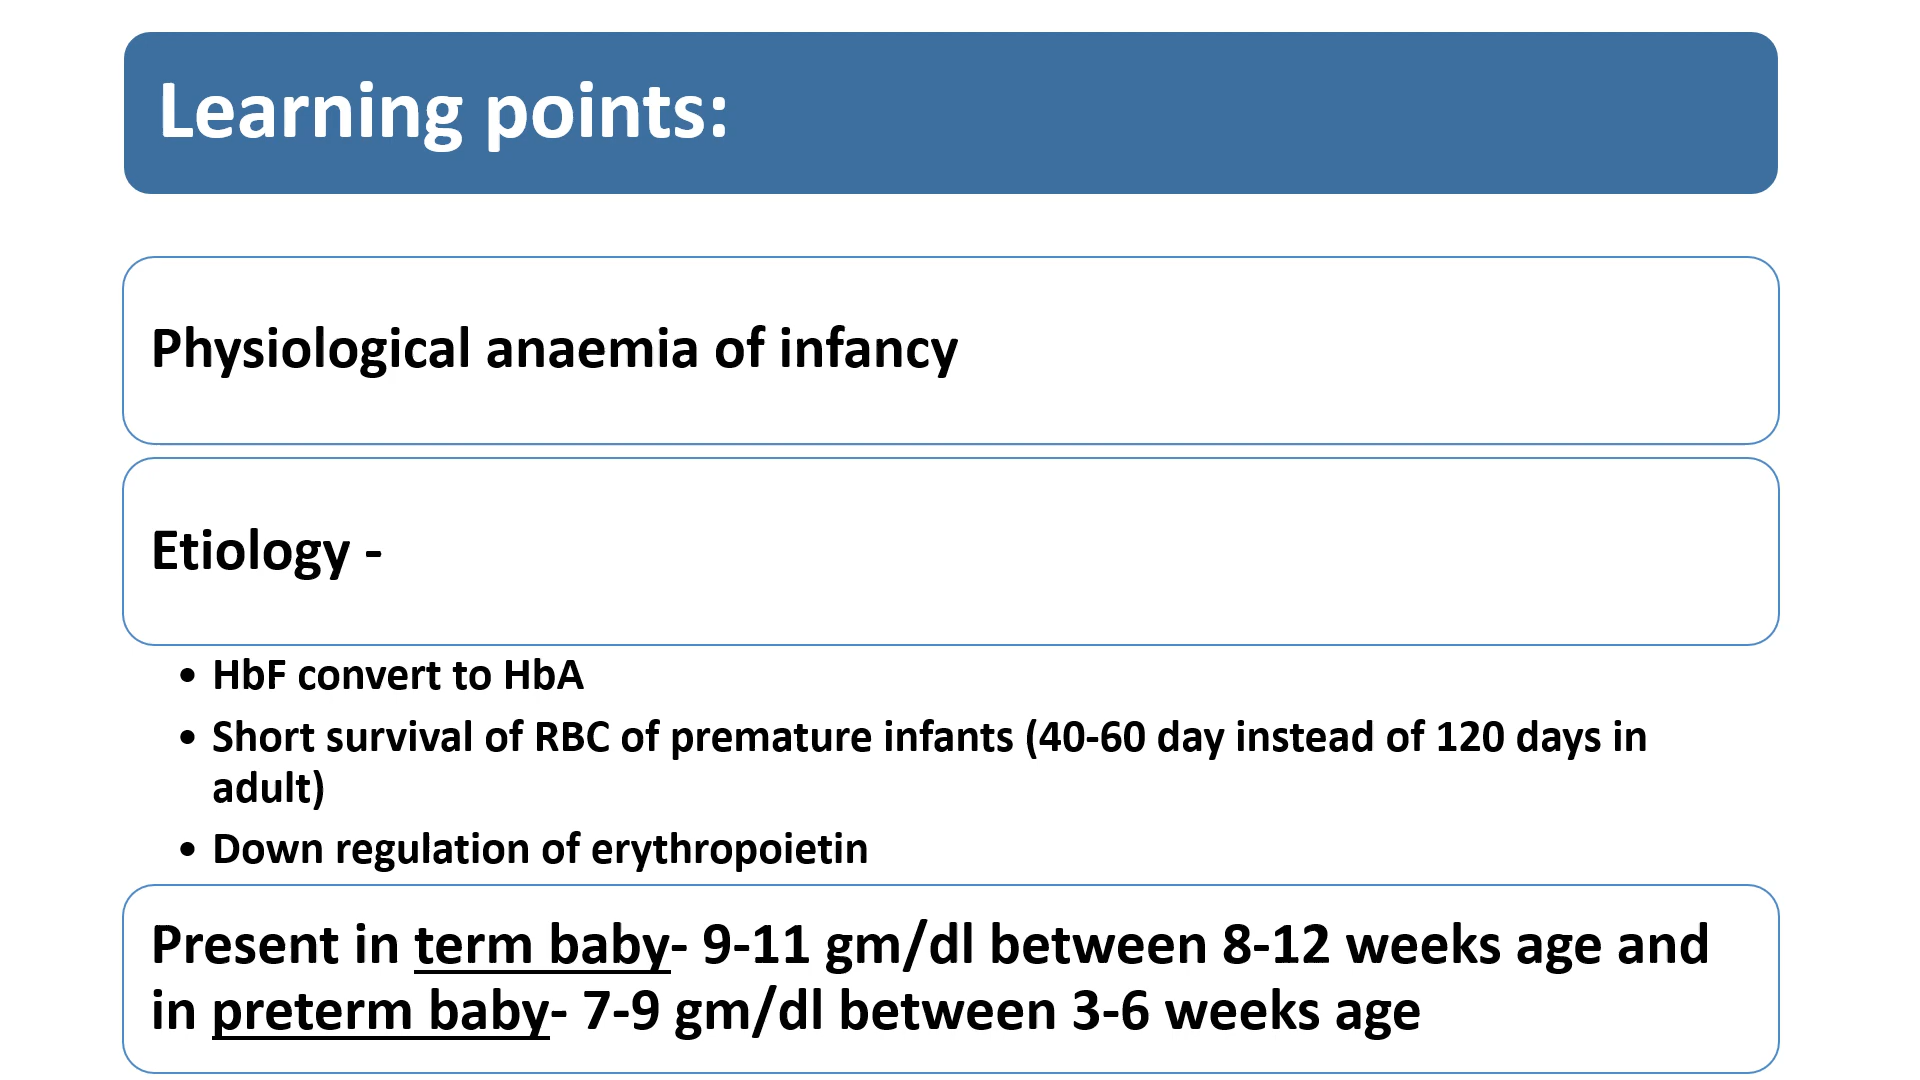 Learning points:
Physiological anaemia of infancy
Etiology -
• HbF convert to HbA
• Short survival of RBC of premature infants (40-60 day instead of 120 days in
adult)
• Down regulation of erythropoietin
Present in term baby- 9-11 gm/dl between 8-12 weeks age and
in preterm baby- 7-9 gm/dl between 3-6 weeks age